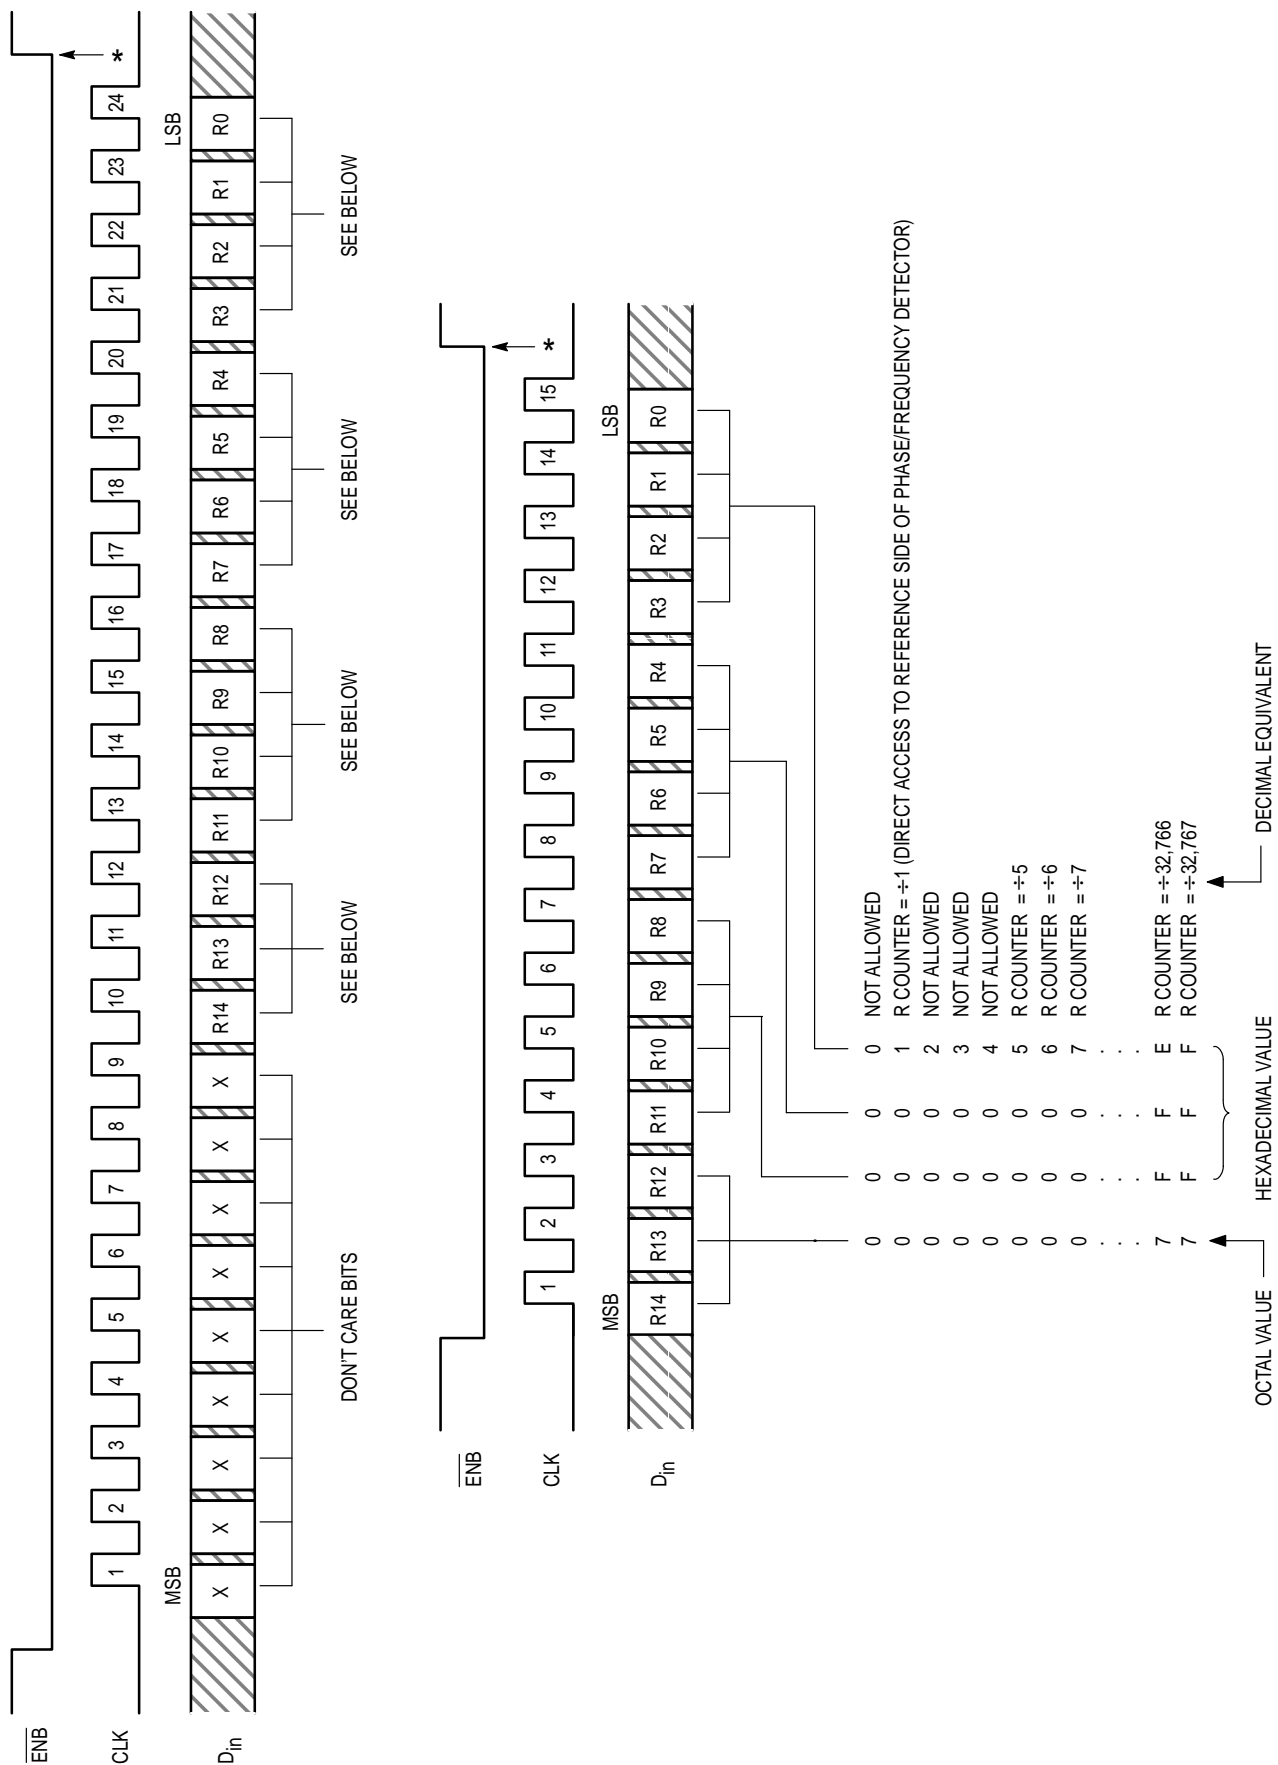 ENB
CLK
1 2 3 4 5 6 7 8 9 10 11 12 13 14 15 16 17 18 19 20 21 22 23 24 *
MSB LSB
Din
X X X X X X X X X R14 R13 R12 R11 R10 R9 R8 R7 R6 R5 R4 R3 R2 R1 R0
DON'T CARE BITS SEE BELOW SEE BELOW SEE BELOW SEE BELOW
ENB
CLK
1 2 3 4 5 6 7 8 9 10 11 12 13 14 15 *
MSB LSB
Din
R14 R13 R12 R11 R10 R9 R8 R7 R6 R5 R4 R3 R2 R1 R0
0 0 0 0 NOT ALLOWED
0 0 0 1 R COUNTER = ÷1 (DIRECT ACCESS TO REFERENCE SIDE OF PHASE/FREQUENCY DETECTOR)
0 0 0 2 NOT ALLOWED
0 0 0 3 NOT ALLOWED
0 0 0 4 NOT ALLOWED
0 0 0 5 R COUNTER = ÷5
0 0 0 6 R COUNTER = ÷6
0 0 0 7 R COUNTER = ÷7
. . . .
. . . .
. . . .
7 F F E R COUNTER = ÷32,766
7 F F F R COUNTER = ÷32,767
OCTAL VALUE HEXADECIMAL VALUE DECIMAL EQUIVALENT